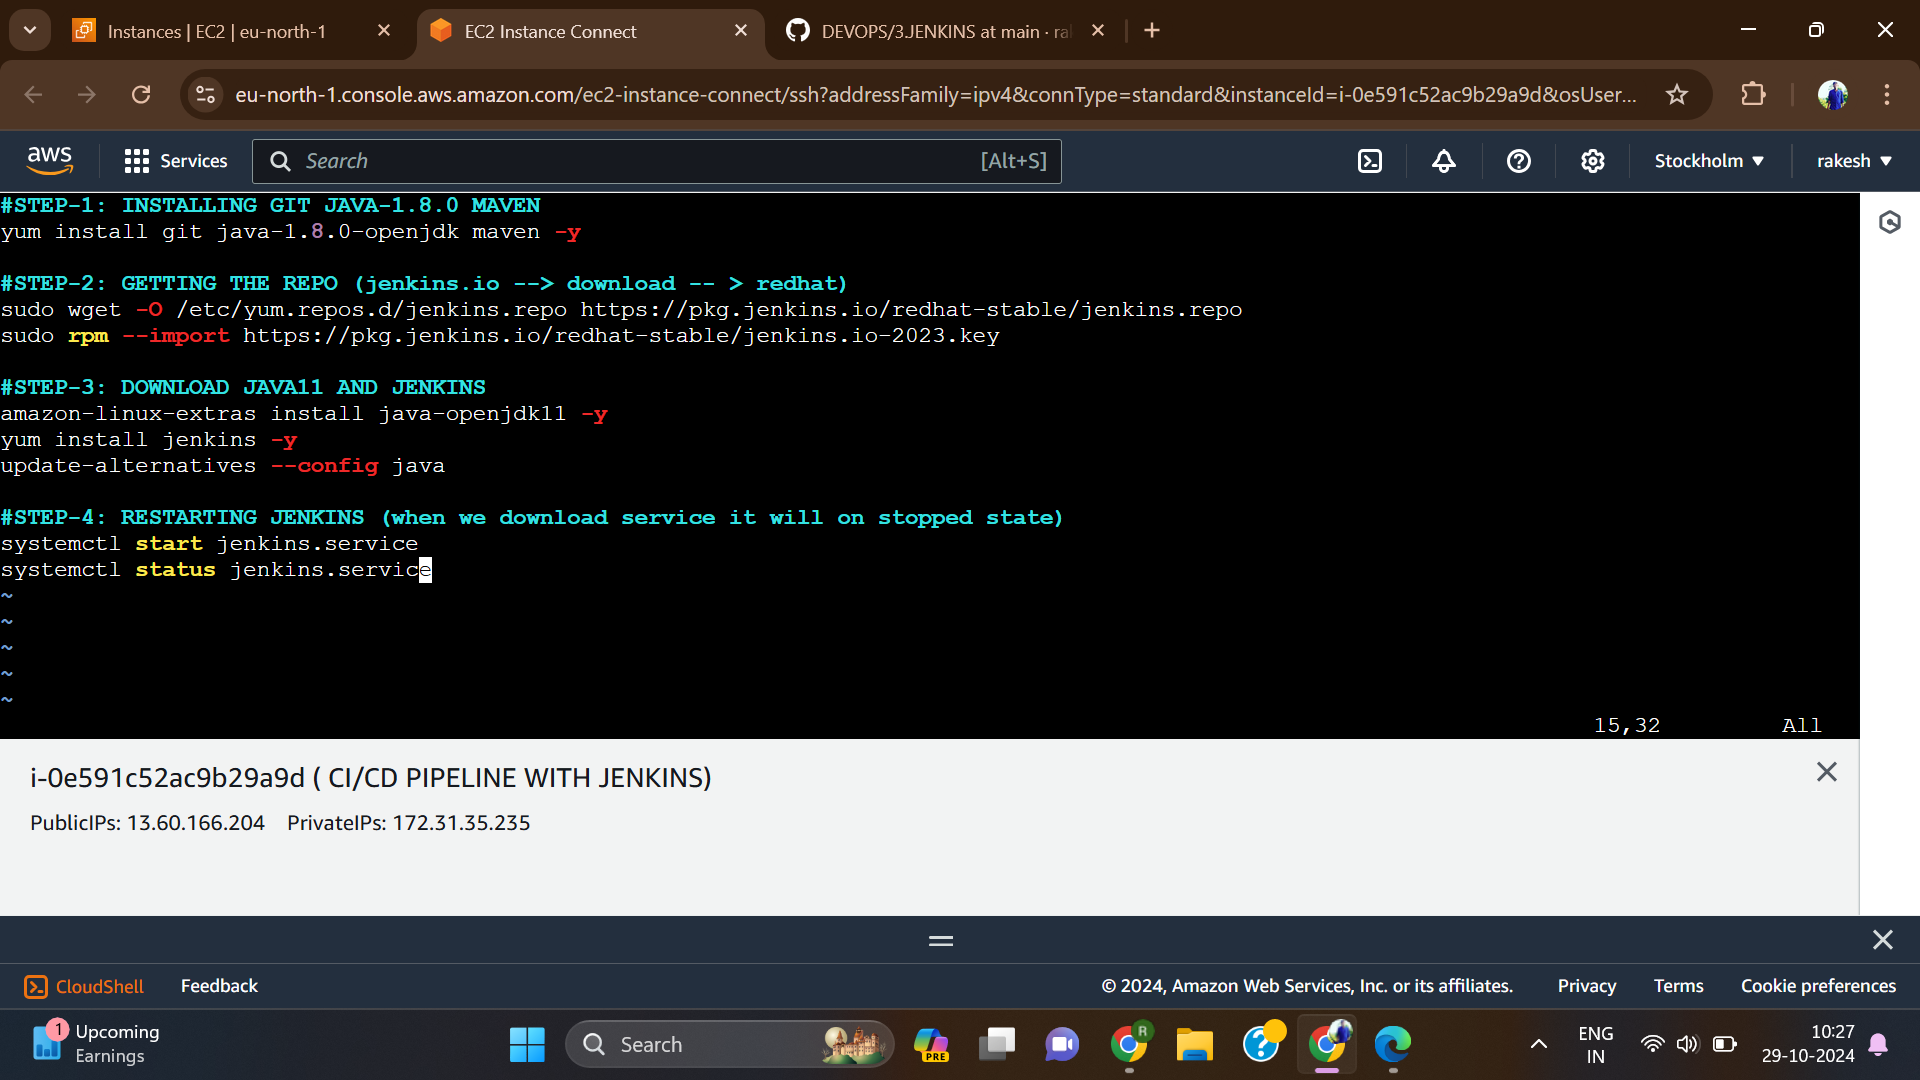 Instances | EC2 | eu-north-1
EC2 Instance Connect
DEVOPS/3.JENKINS at main · ra
eu-north-1.console.aws.amazon.com/ec2-instance-connect/ssh?addressFamily=ipv4&connType=standard&instanceId=i-0e591c52ac9b29a9d&osUser...
aws
Services
Search
[Alt+S]
Stockholm
rakesh
#STEP-1: INSTALLING GIT JAVA-1.8.0 MAVEN
yum install git java-1.8.0-openjdk maven -y
#STEP-2: GETTING THE REPO (jenkins.io --> download -- > redhat)
sudo wget -O /etc/yum.repos.d/jenkins.repo https://pkg.jenkins.io/redhat-stable/jenkins.repo
sudo rpm --import https://pkg.jenkins.io/redhat-stable/jenkins.io-2023.key
#STEP-3: DOWNLOAD JAVA11 AND JENKINS
amazon-linux-extras install java-openjdk11 -y
yum install jenkins -y
update-alternatives --config java
#STEP-4: RESTARTING JENKINS (when we download service it will on stopped state)
systemctl start jenkins.service
systemctl status jenkins.service
~
~
~
~
~
15,32 All
i-0e591c52ac9b29a9d ( CI/CD PIPELINE WITH JENKINS)
PublicIPs: 13.60.166.204 PrivateIPs: 172.31.35.235
CloudShell
Feedback
© 2024, Amazon Web Services, Inc. or its affiliates.
Privacy
Terms
Cookie preferences
1
Upcoming
Earnings
Search
PRE
R
ENG
IN
10:27
29-10-2024